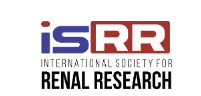 iSRR
INTERNATIONAL SOCIETY FOR
RENAL RESEARCH